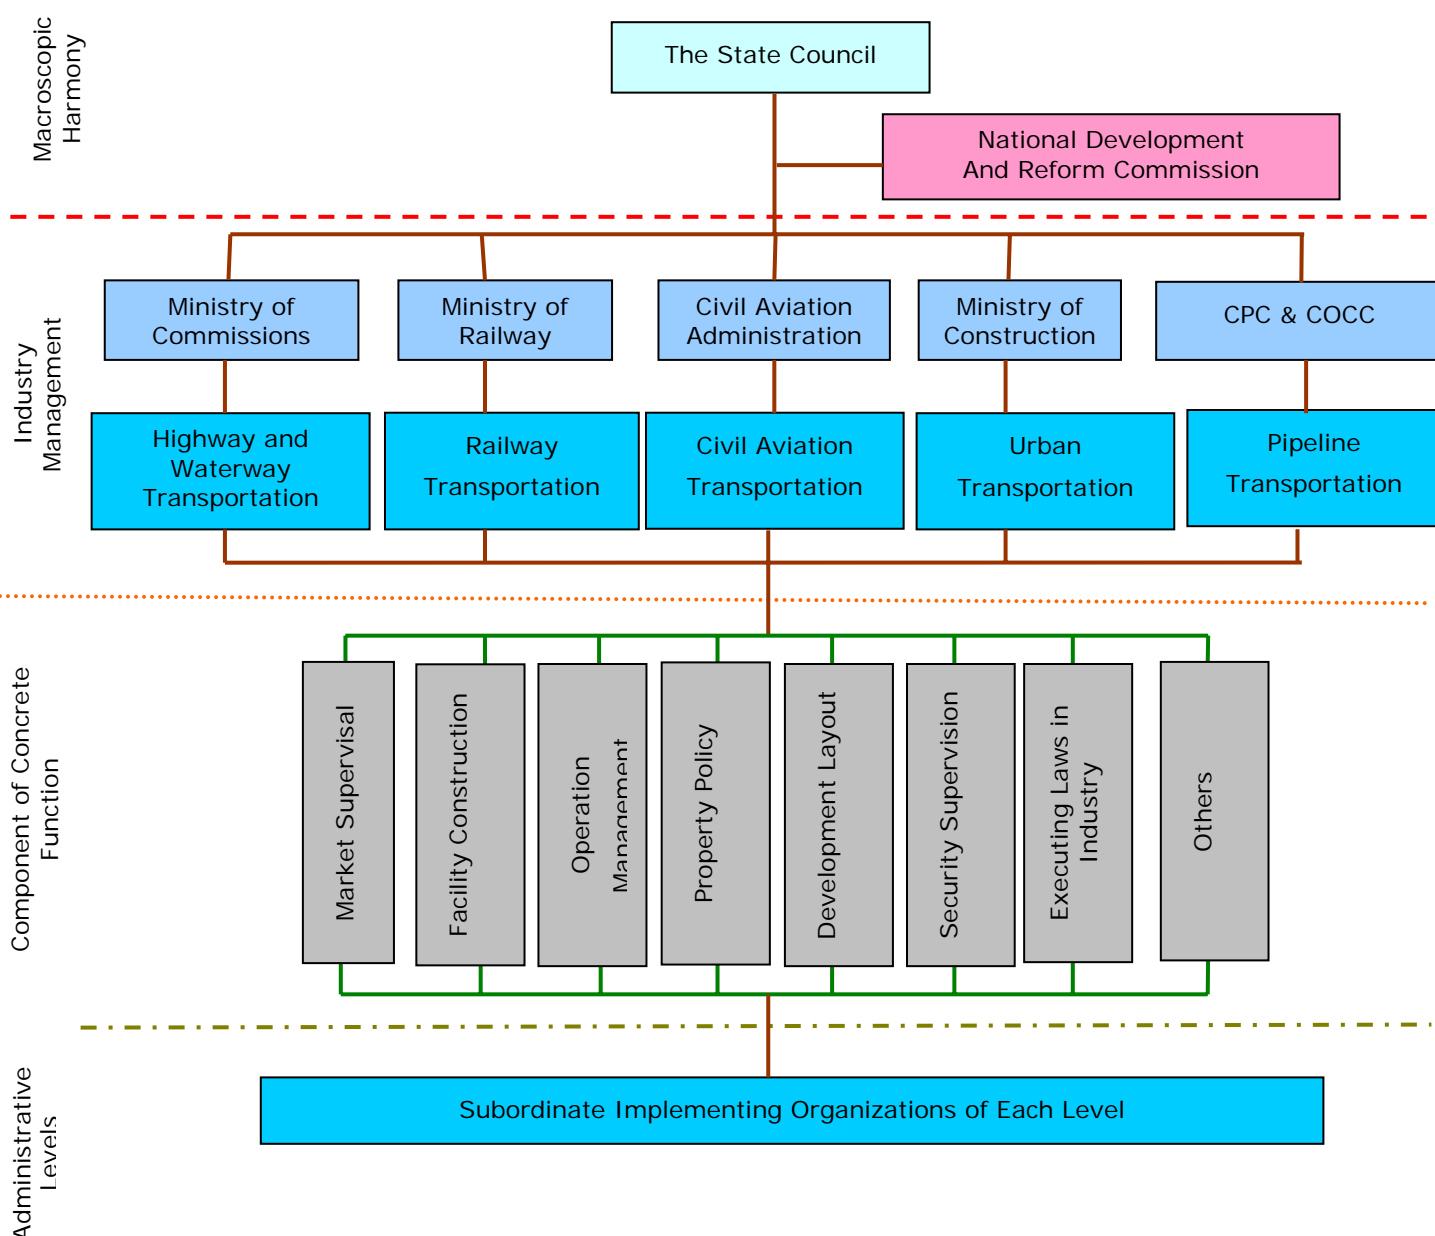 Macroscopic
Harmony
The State Council
National Development
And Reform Commission
Industry
Management
Ministry of
Commissions
Ministry of
Railway
Civil Aviation
Administration
Ministry of
Construction
CPC & COCC
Highway and
Waterway
Transportation
Railway
Transportation
Civil Aviation
Transportation
Urban
Transportation
Pipeline
Transportation
Component of Concrete
Function
Market Supervisal
Facility Construction
Operation
Management
Property Policy
Development Layout
Security Supervision
Executing Laws in
Industry
Others
Administrative
Levels
Subordinate Implementing Organizations of Each Level